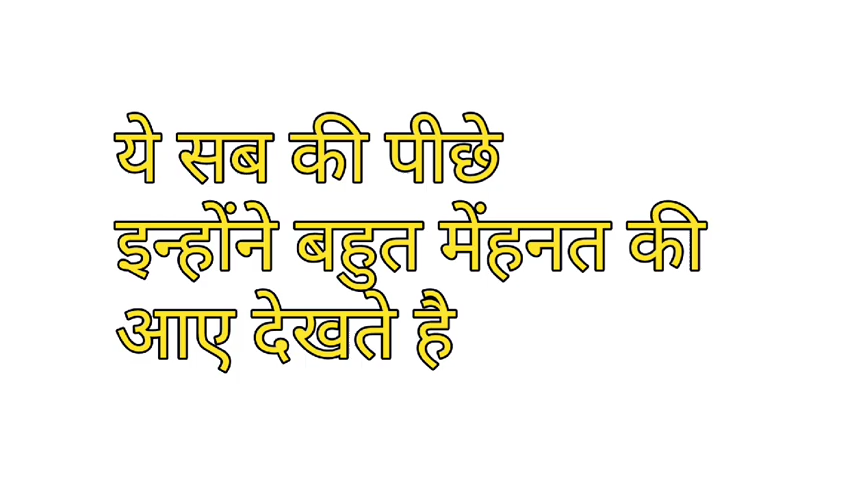 ये सब की पीछे
इन्होंने बहुत मेंहनत की
आए देखते है